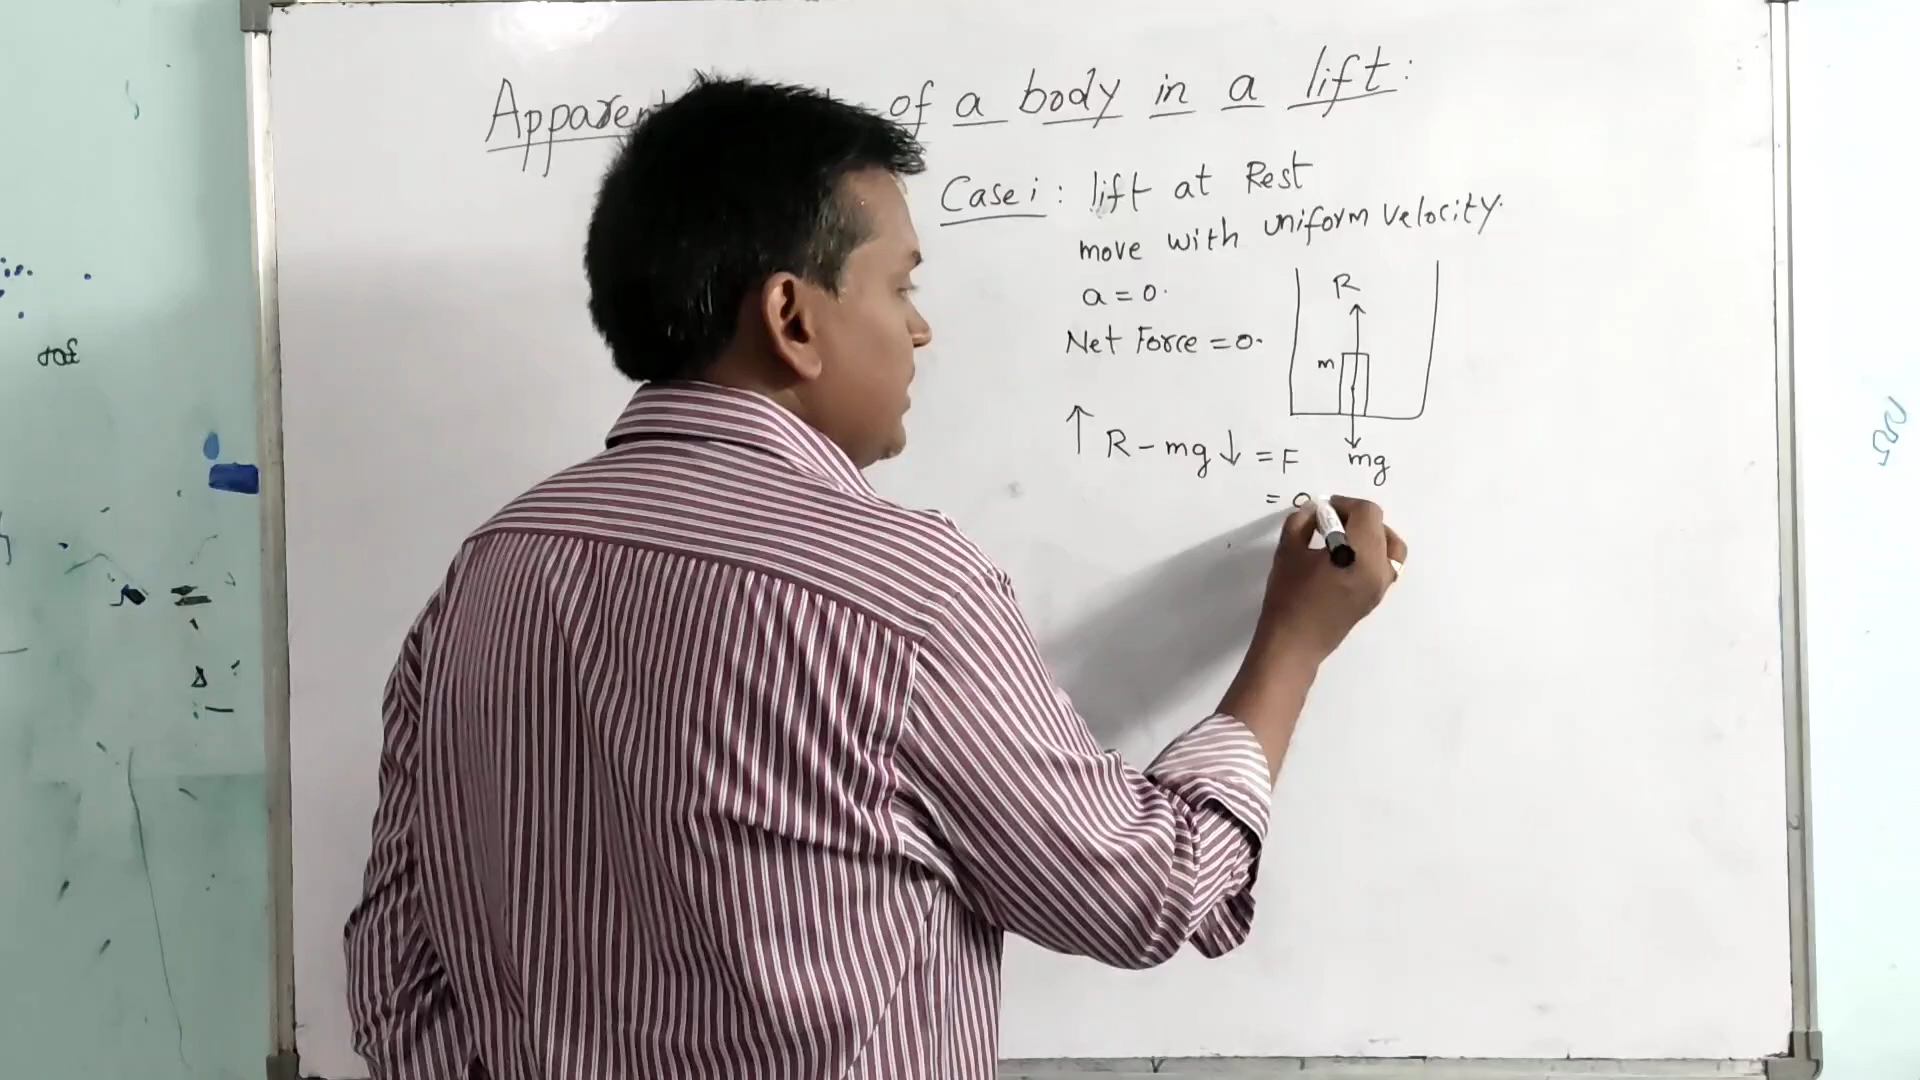 of a body in a lift:
Case i: lift at Rest
move with uniform velocity.
a = 0.
Net Force = 0.
R
m
↑ R - mg ↓ = F
mg
= 0